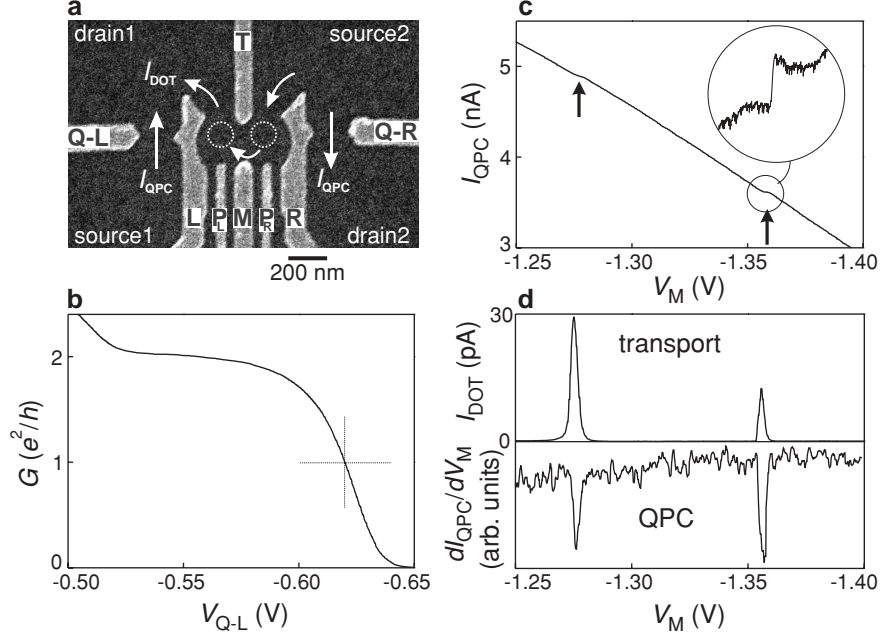 a
drain1
source2
T
I_DOT
Q-L
Q-R
I_QPC
I_QPC
L
P_L
M
P_R
R
source1
drain2
200 nm
b
2
1
0
G (e²/h)
-0.50
-0.55
-0.60
-0.65
V_Q-L (V)
c
5
4
3
I_QPC (nA)
-1.25
-1.30
-1.35
-1.40
V_M (V)
d
30
0
I_DOT (pA)
transport
dI_QPC/dV_M
(arb. units)
QPC
-1.25
-1.30
-1.35
-1.40
V_M (V)